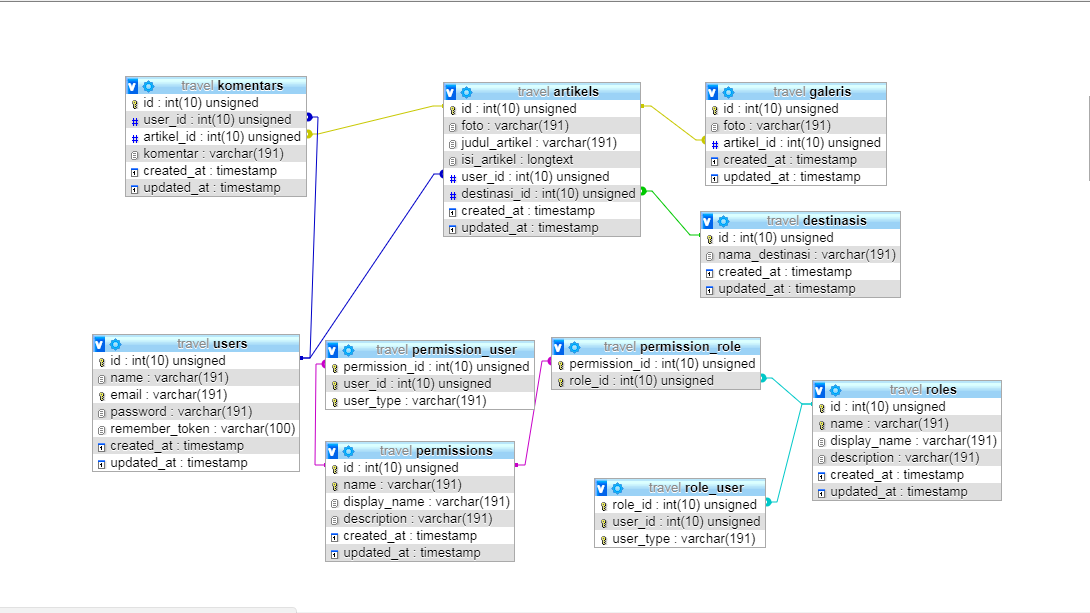 travel komentars
id : int(10) unsigned
user_id : int(10) unsigned
artikel_id : int(10) unsigned
komentar : varchar(191)
created_at : timestamp
updated_at : timestamp
travel artikels
id : int(10) unsigned
foto : varchar(191)
judul_artikel : varchar(191)
isi_artikel : longtext
user_id : int(10) unsigned
destinasi_id : int(10) unsigned
created_at : timestamp
updated_at : timestamp
travel galeris
id : int(10) unsigned
foto : varchar(191)
artikel_id : int(10) unsigned
created_at : timestamp
updated_at : timestamp
travel destinasis
id : int(10) unsigned
nama_destinasi : varchar(191)
created_at : timestamp
updated_at : timestamp
travel users
id : int(10) unsigned
name : varchar(191)
email : varchar(191)
password : varchar(191)
remember_token : varchar(100)
created_at : timestamp
updated_at : timestamp
travel permission_user
permission_id : int(10) unsigned
user_id : int(10) unsigned
user_type : varchar(191)
travel permission_role
permission_id : int(10) unsigned
role_id : int(10) unsigned
travel roles
id : int(10) unsigned
name : varchar(191)
display_name : varchar(191)
description : varchar(191)
created_at : timestamp
updated_at : timestamp
travel permissions
id : int(10) unsigned
name : varchar(191)
display_name : varchar(191)
description : varchar(191)
created_at : timestamp
updated_at : timestamp
travel role_user
role_id : int(10) unsigned
user_id : int(10) unsigned
user_type : varchar(191)